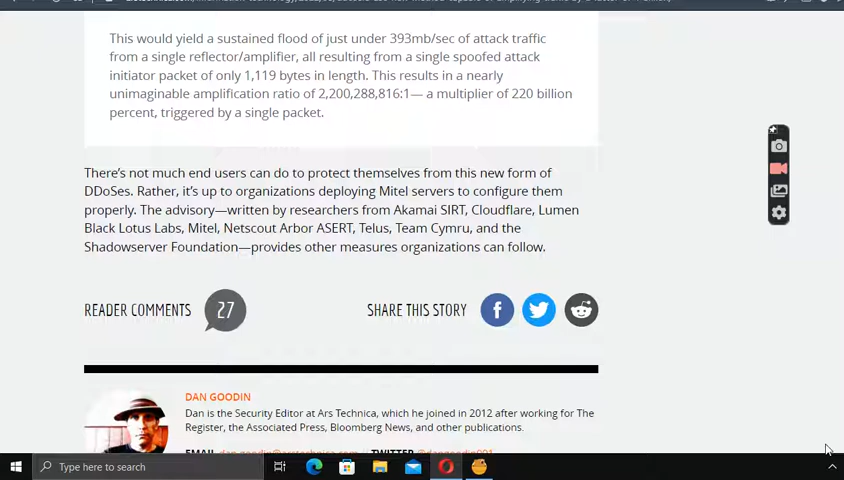 This would yield a sustained flood of just under 393mb/sec of attack traffic
from a single reflector/amplifier, all resulting from a single spoofed attack
initiator packet of only 1,119 bytes in length. This results in a nearly
unimaginable amplification ratio of 2,200,288,816:1— a multiplier of 220 billion
percent, triggered by a single packet.
There's not much end users can do to protect themselves from this new form of
DDoSes. Rather, it's up to organizations deploying Mitel servers to configure them
properly. The advisory—written by researchers from Akamai SIRT, Cloudflare, Lumen
Black Lotus Labs, Mitel, Netscout Arbor ASERT, Telus, Team Cymru, and the
Shadowserver Foundation—provides other measures organizations can follow.
READER COMMENTS 27 SHARE THIS STORY
DAN GOODIN
Dan is the Security Editor at Ars Technica, which he joined in 2012 after working for The
Register, the Associated Press, Bloomberg News, and other publications.
EMAIL dan.goodin@arstechnica.com // TWITTER @dangoodin001
Type here to search